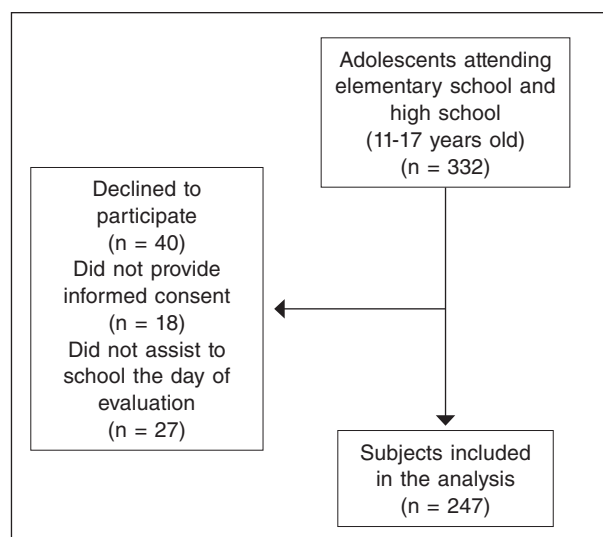 Adolescents attending
elementary school and
high school
(11-17 years old)
(n = 332)
Declined to
participate
(n = 40)
Did not provide
informed consent
(n = 18)
Did not assist to
school the day of
evaluation
(n = 27)
Subjects included
in the analysis
(n = 247)